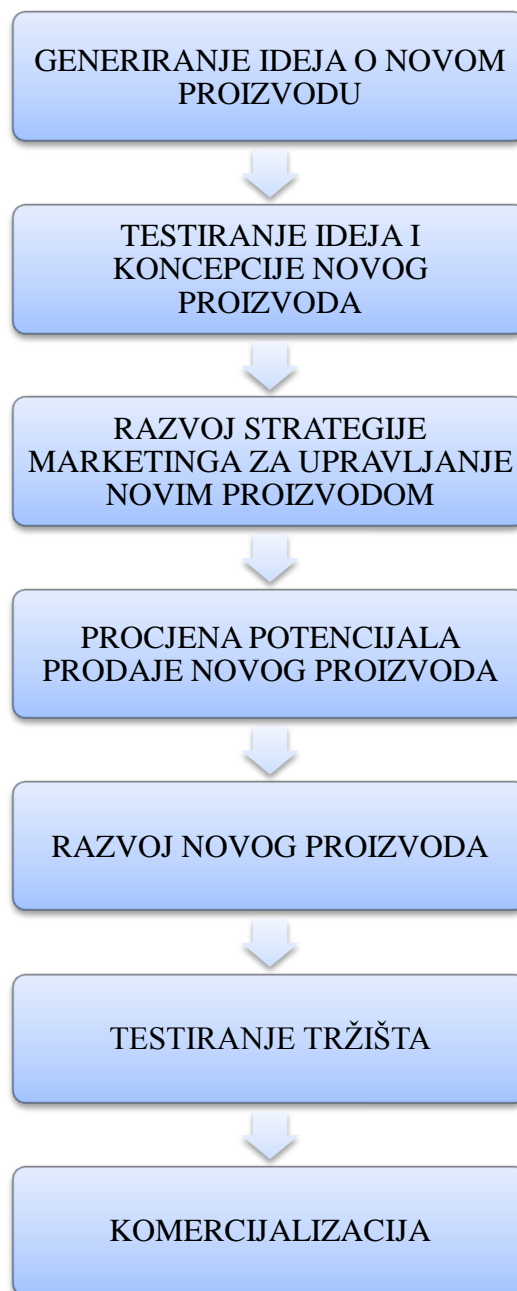 GENERIRANJE IDEJA O NOVOM
PROIZVODU
TESTIRANJE IDEJA I
KONCEPCIJE NOVOG
PROIZVODA
RAZVOJ STRATEGIJE
MARKETINGA ZA UPRAVLJANJE
NOVIM PROIZVODOM
PROCJENA POTENCIJALA
PRODAJE NOVOG PROIZVODA
RAZVOJ NOVOG PROIZVODA
TESTIRANJE TRŽIŠTA
KOMERCIJALIZACIJA